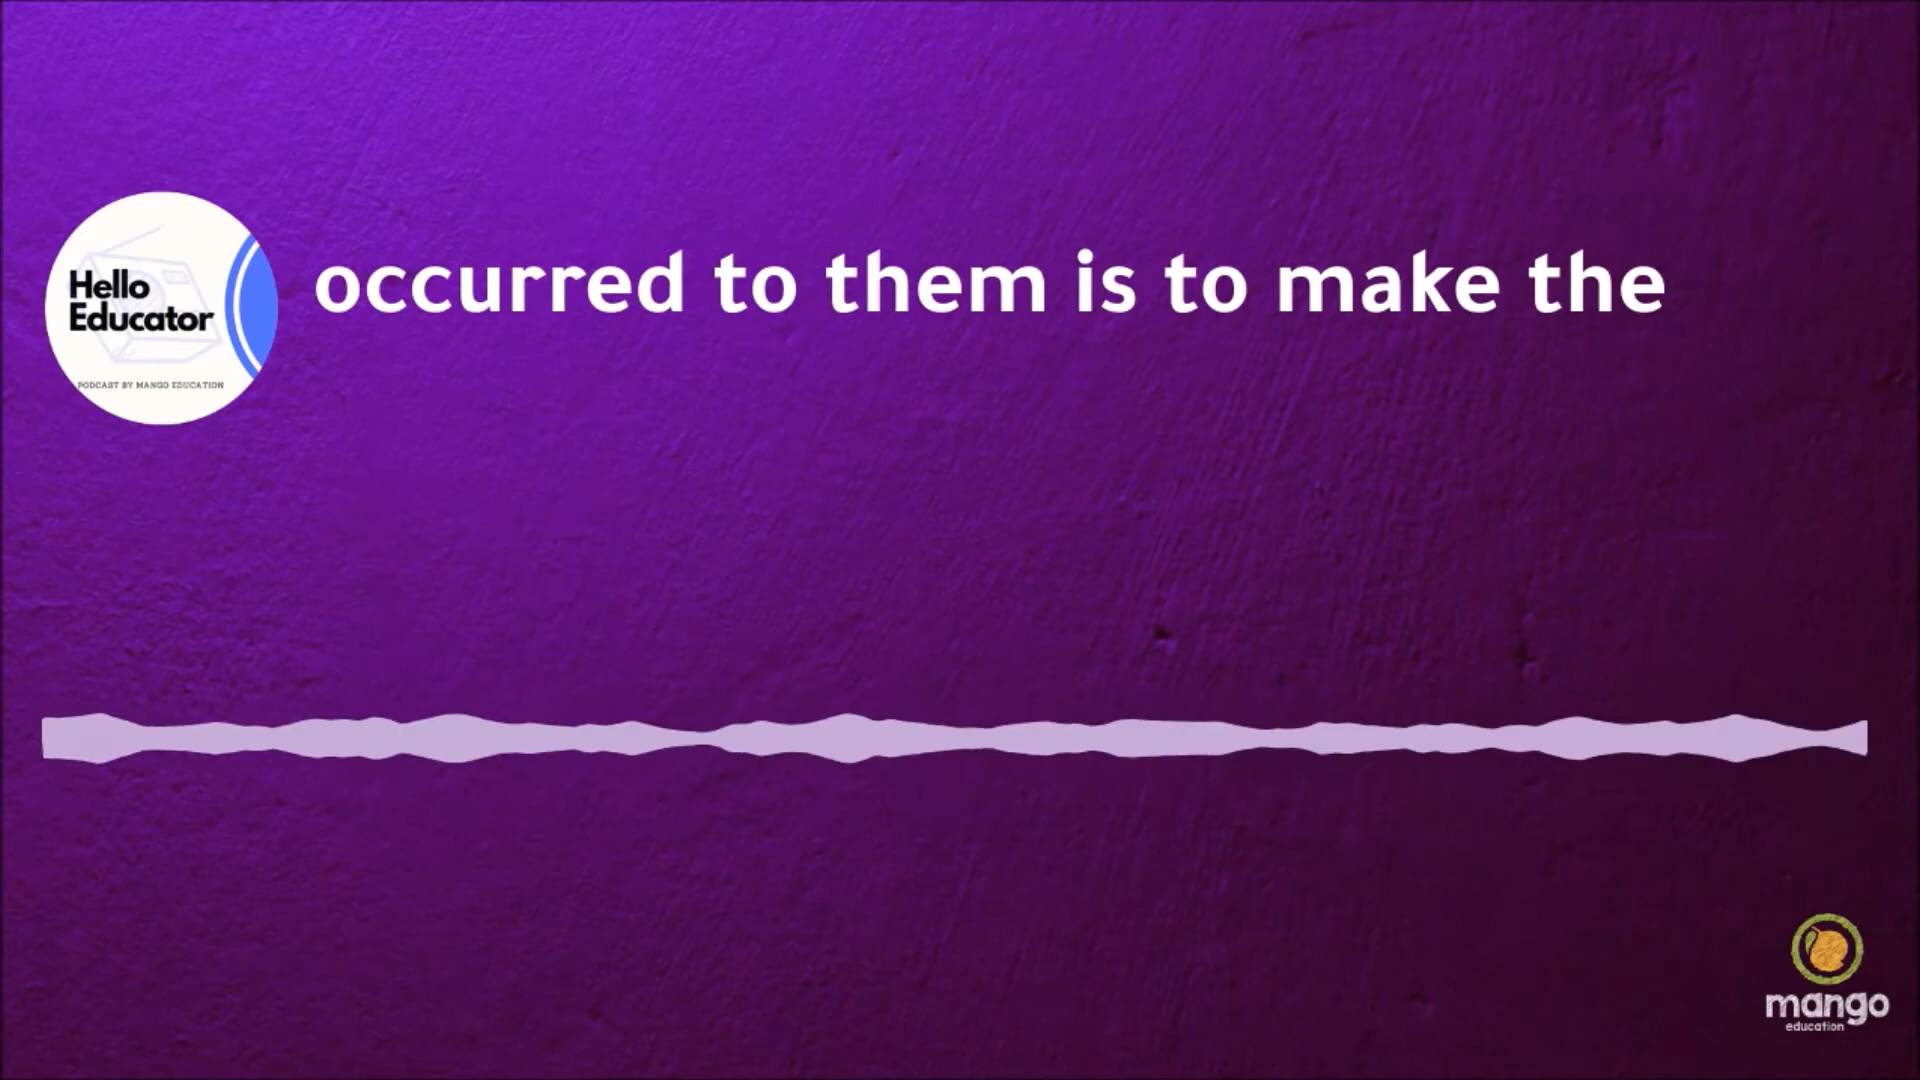 Hello
Educator
PODCAST BY MANGO EDUCATION
occurred to them is to make the
mango
education